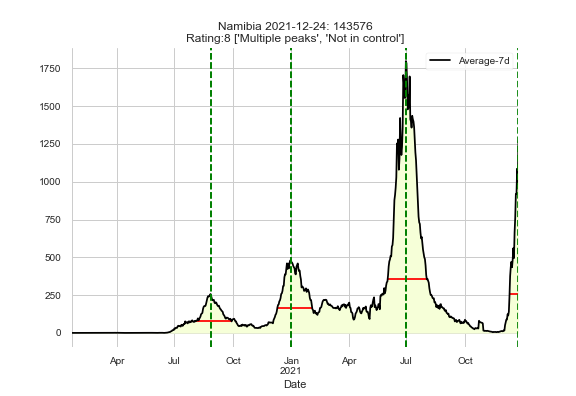 Namibia 2021-12-24: 143576
Rating:8 ['Multiple peaks', 'Not in control']
Average-7d
1750
1500
1250
1000
750
500
250
0
Apr Jul Oct Jan Apr Jul Oct
2021
Date